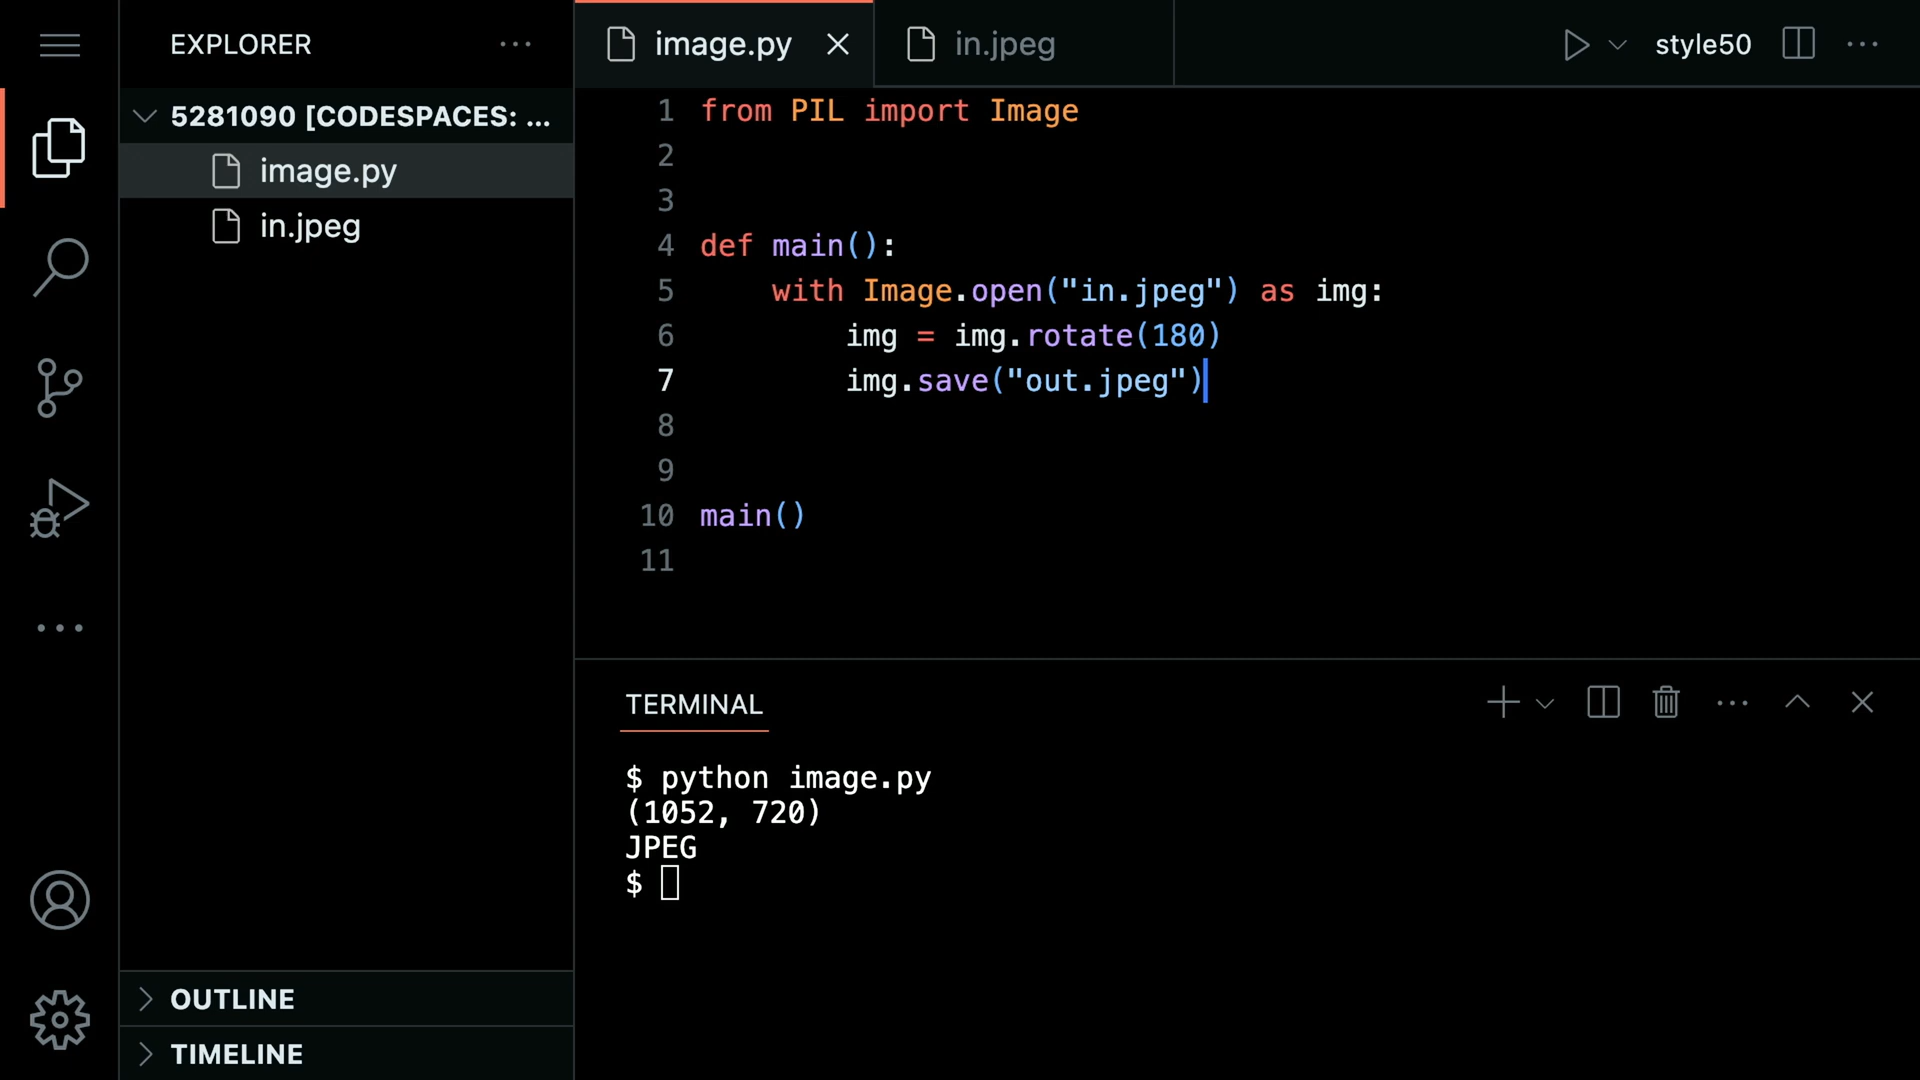 EXPLORER
5281090 [CODESPACES: ...
image.py
in.jpeg
OUTLINE
TIMELINE
image.py
in.jpeg
style50
1 from PIL import Image
2
3
4 def main():
5     with Image.open("in.jpeg") as img:
6         img = img.rotate(180)
7         img.save("out.jpeg")
8
9
10 main()
11
TERMINAL
$ python image.py
(1052, 720)
JPEG
$